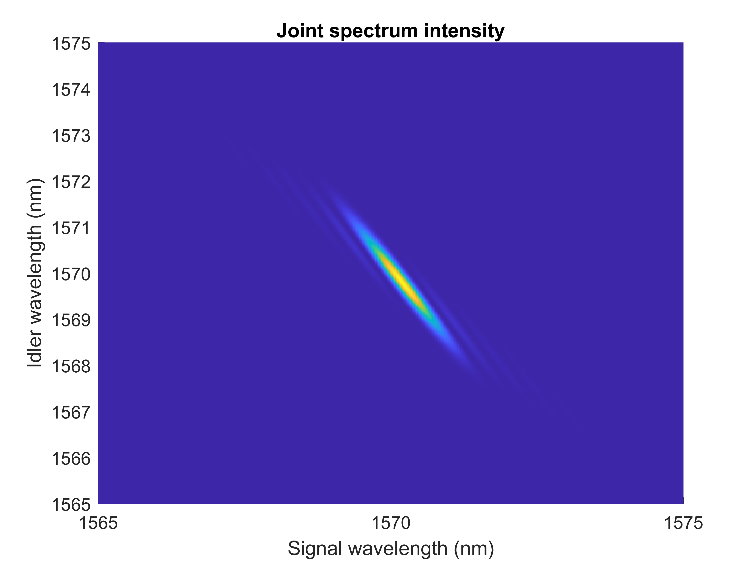 Joint spectrum intensity
1575
1574
1573
1572
1571
1570
1569
1568
1567
1566
1565
Idler wavelength (nm)
1565 1570 1575
Signal wavelength (nm)